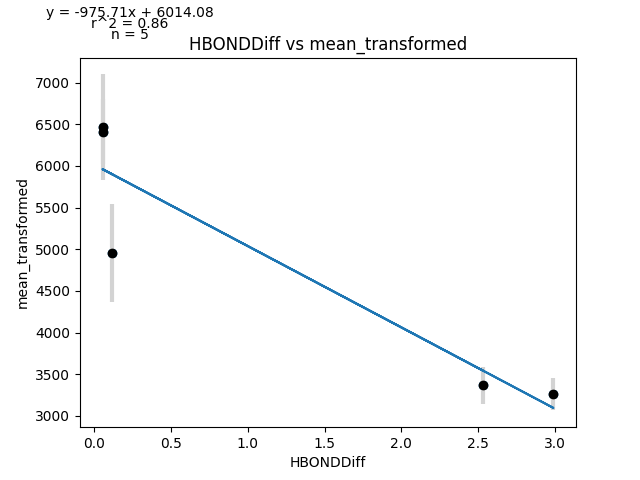 y = -975.71x + 6014.08
r^2 = 0.86
n = 5
HBONDDiff vs mean_transformed
7000
6500
6000
5500
5000
4500
4000
3500
3000
mean_transformed
0.0 0.5 1.0 1.5 2.0 2.5 3.0
HBONDDiff